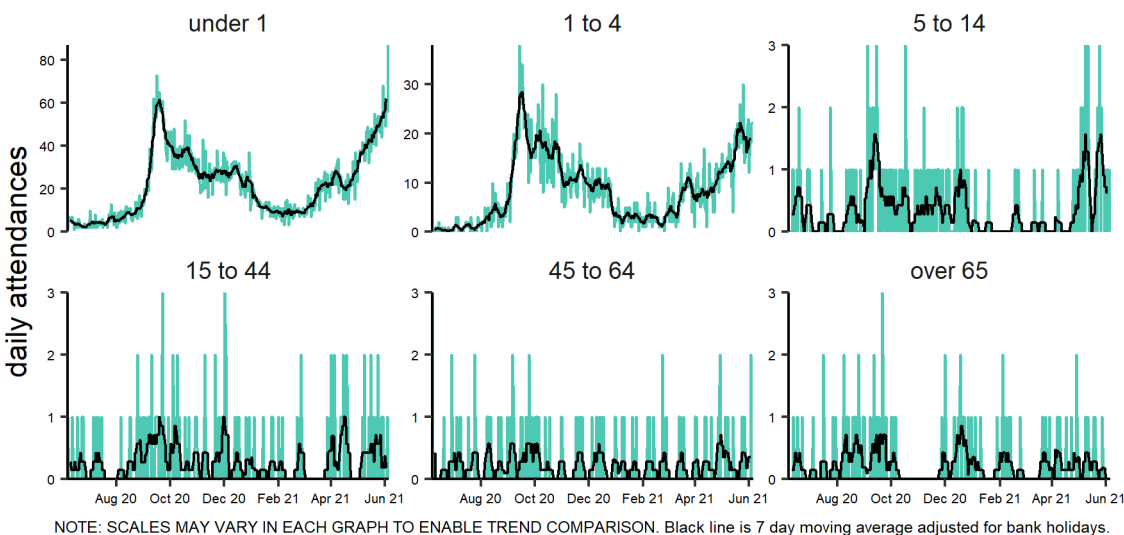 under 1
1 to 4
5 to 14
80
60
40
20
0
30
20
10
0
3
2
1
0
daily attendances
15 to 44
45 to 64
over 65
3
2
1
0
3
2
1
0
3
2
1
0
Aug 20 Oct 20 Dec 20 Feb 21 Apr 21 Jun 21
Aug 20 Oct 20 Dec 20 Feb 21 Apr 21 Jun 21
Aug 20 Oct 20 Dec 20 Feb 21 Apr 21 Jun 21
NOTE: SCALES MAY VARY IN EACH GRAPH TO ENABLE TREND COMPARISON. Black line is 7 day moving average adjusted for bank holidays.